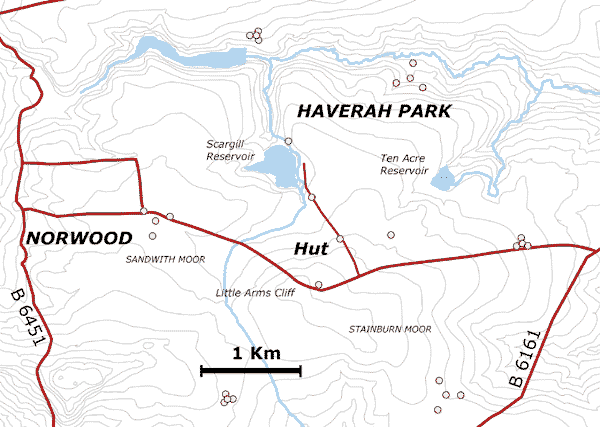 HAVERAH PARK
Scargill
Reservoir
Ten Acre
Reservoir
NORWOOD
SANDWITH MOOR
Hut
Little Arms Cliff
B 6451
STAINBURN MOOR
1 Km
B 6161